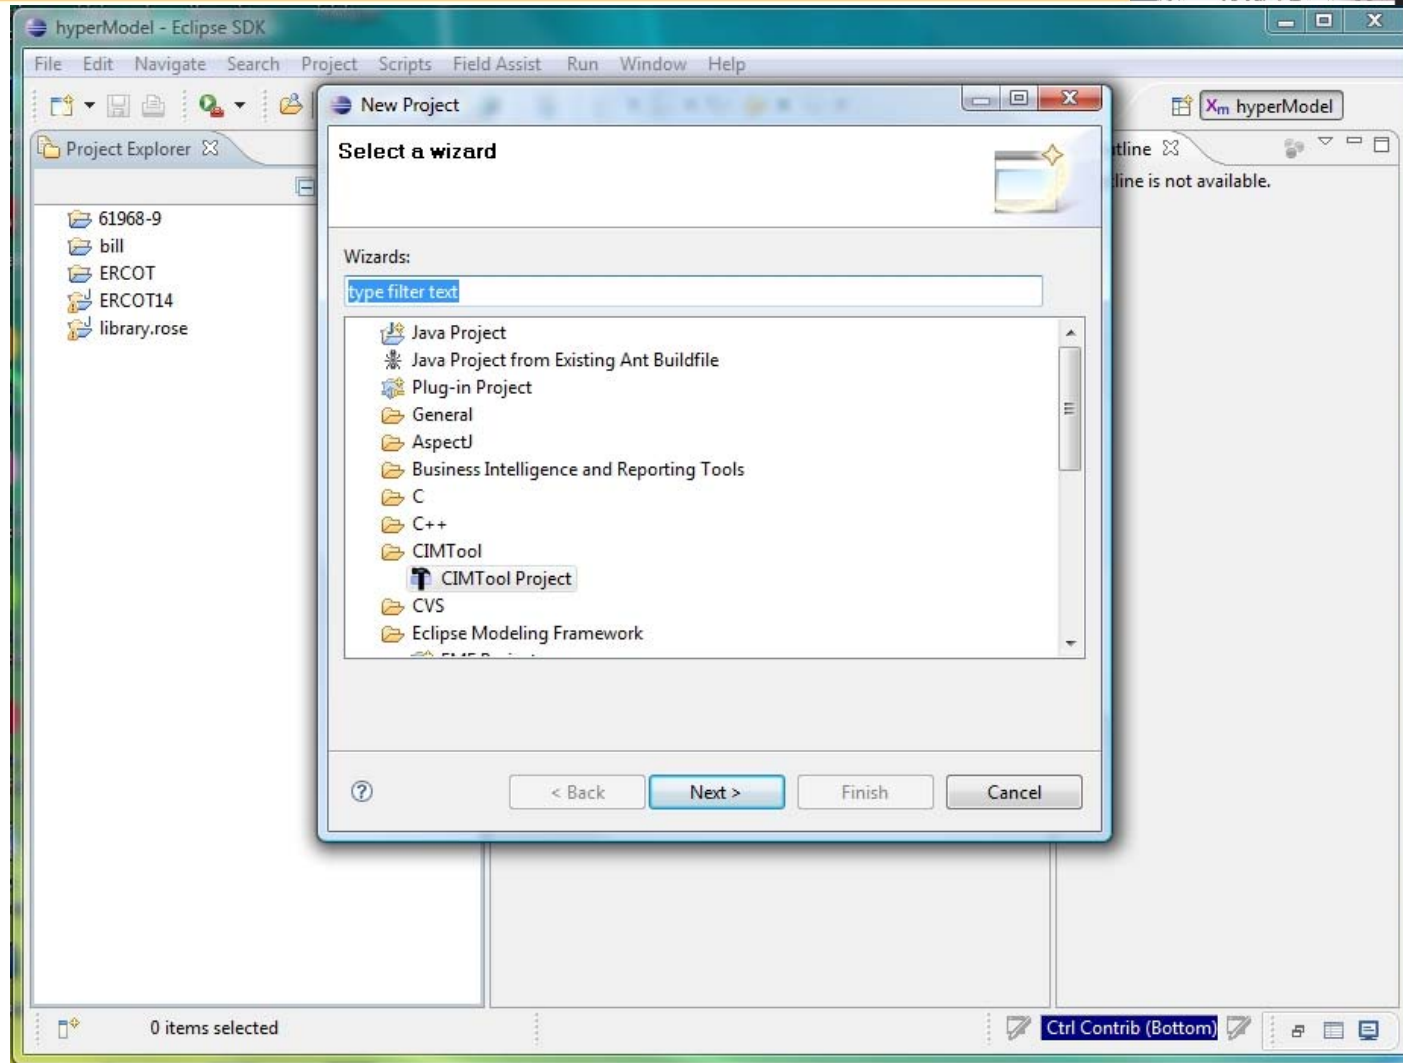 hyperModel - Eclipse SDK
File Edit Navigate Search Project Scripts Field Assist Run Window Help
New Project
Xm hyperModel
Project Explorer
Select a wizard
tline
tline is not available.
61968-9
bill
ERCOT
ERCOT14
library.rose
Wizards:
type filter text
Java Project
Java Project from Existing Ant Buildfile
Plug-in Project
General
AspectJ
Business Intelligence and Reporting Tools
C
C++
CIMTool
CIMTool Project
CVS
Eclipse Modeling Framework
< Back Next > Finish Cancel
0 items selected
Ctrl Contrib (Bottom)